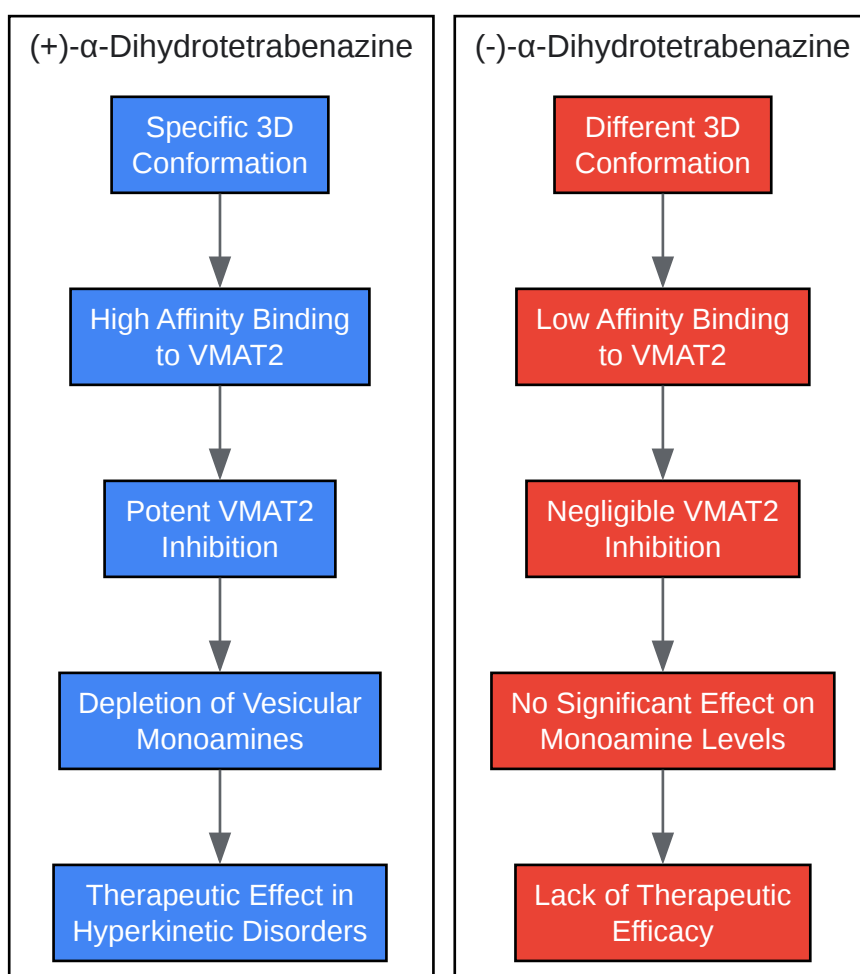 (+)-α-Dihydrotetrabenazine
Specific 3D
Conformation
High Affinity Binding
to VMAT2
Potent VMAT2
Inhibition
Depletion of Vesicular
Monoamines
Therapeutic Effect in
Hyperkinetic Disorders
(-)-α-Dihydrotetrabenazine
Different 3D
Conformation
Low Affinity Binding
to VMAT2
Negligible VMAT2
Inhibition
No Significant Effect on
Monoamine Levels
Lack of Therapeutic
Efficacy